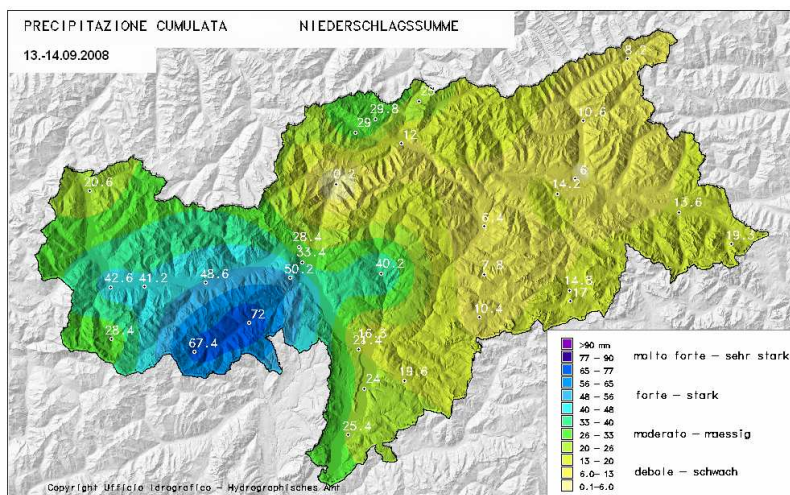 PRECIPITAZIONE CUMULATA NIEDERSCHLAGSSUMME
13.-14.09.2008
29.8
29
10.6
12
0.2
6
20.6
14.2
13.6
6.4
28.4
19.3
33.4
40.2
7.8
50.2
42.6
41.2
48.6
14.8
17
72
10.4
28.4
67.4
24
19.6
25.4
>90 mm
77 - 90
65 - 77
56 - 65
48 - 56
40 - 48
33 - 40
26 - 33
20 - 26
13 - 20
6.0 - 13
0.1-6.0
molto forte - sehr stark
forte - stark
moderato - maessig
debole - schwach
Copyright Ufficio Idrografico - Hydrographisches Amt